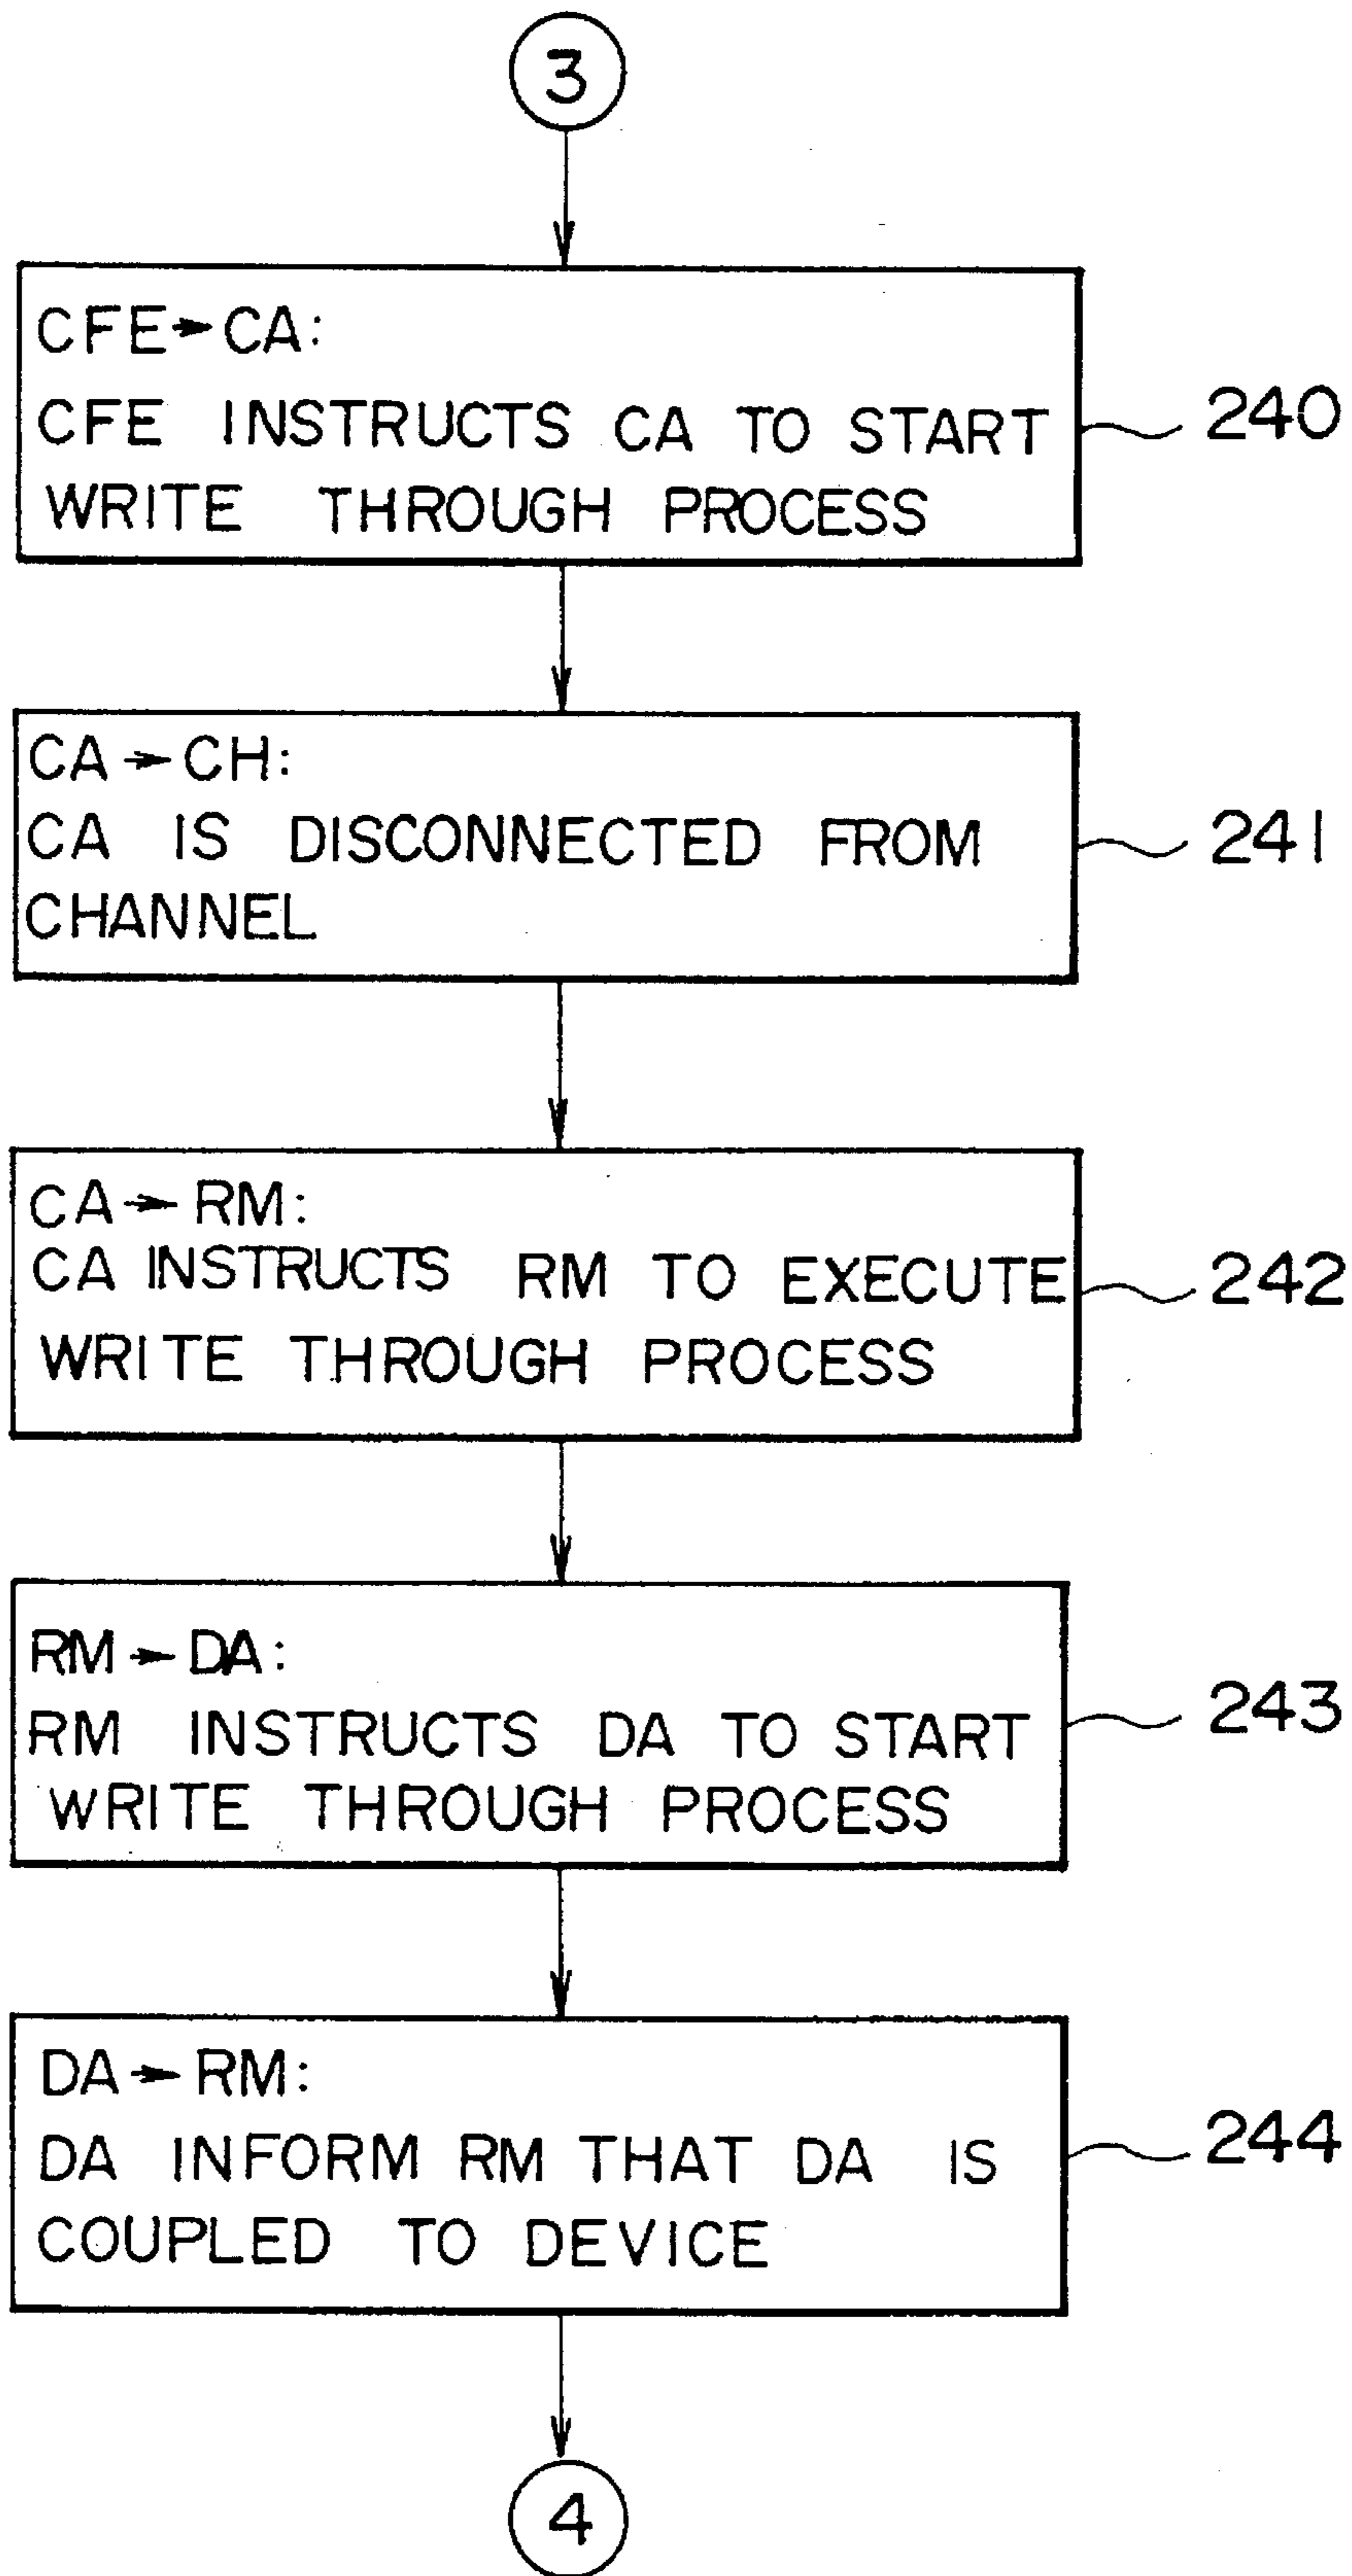 3
CFE→CA:
CFE INSTRUCTS CA TO START
WRITE THROUGH PROCESS
240
CA→CH:
CA IS DISCONNECTED FROM
CHANNEL
241
CA→RM:
CA INSTRUCTS RM TO EXECUTE
WRITE THROUGH PROCESS
242
RM→DA:
RM INSTRUCTS DA TO START
WRITE THROUGH PROCESS
243
DA→RM:
DA INFORM RM THAT DA IS
COUPLED TO DEVICE
244
4